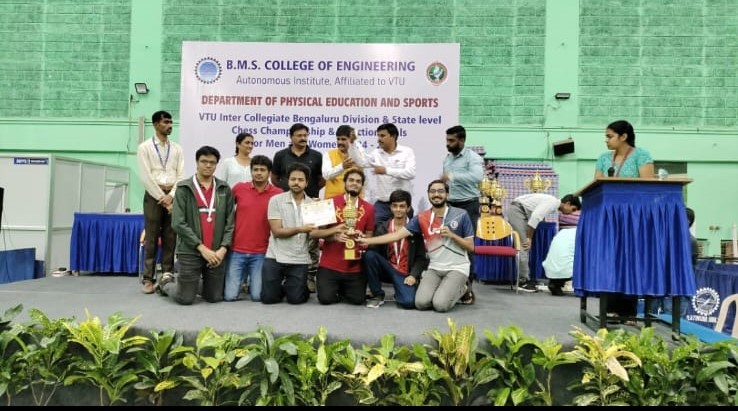 B.M.S. COLLEGE OF ENGINEERING
Autonomous Institute, Affiliated to VTU
DEPARTMENT OF PHYSICAL EDUCATION AND SPORTS
VTU Inter Collegiate Bengaluru Division & State level
Chess Championship &
Men